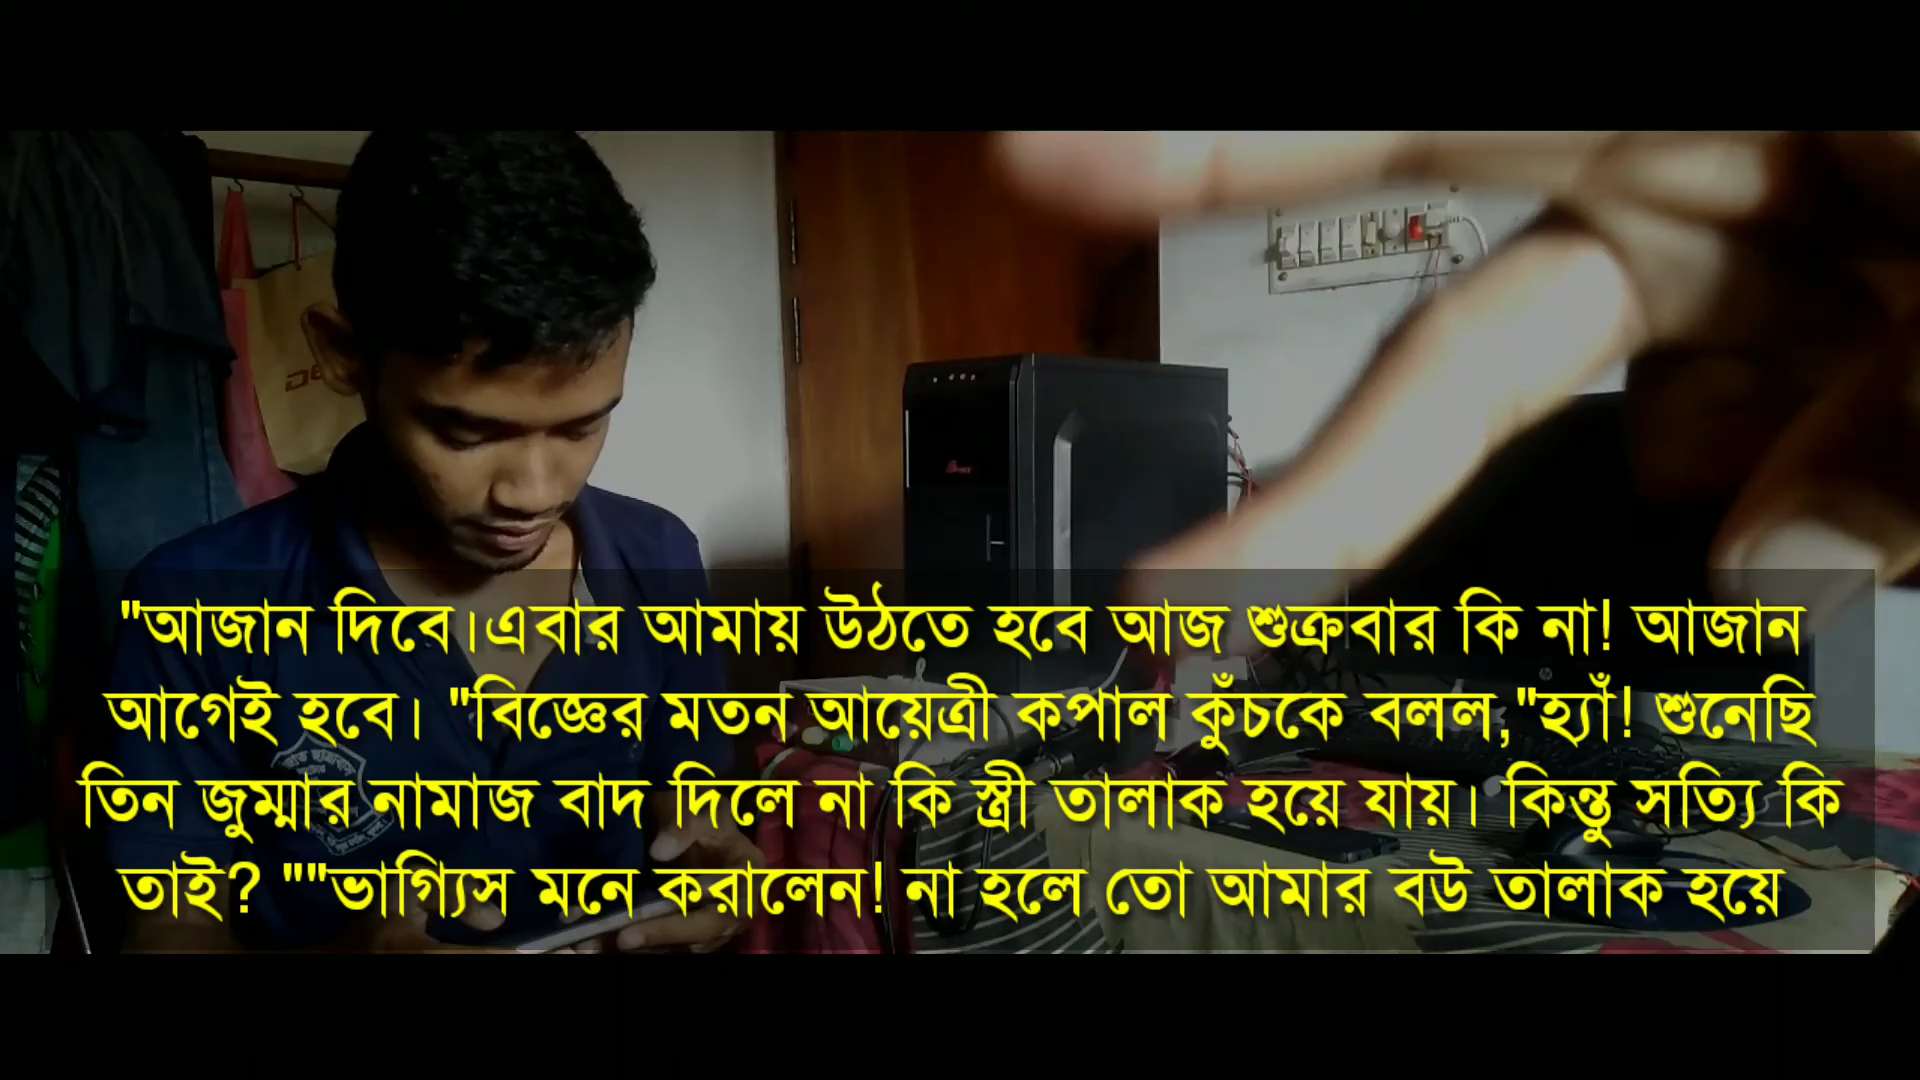 "আজান দিবে।এবার আমায় উঠতে হবে আজ শুক্রবার কি না! আজান
আগেই হবে। "বিজ্ঞের মতন আয়েত্রী কপাল কুঁচকে বলল,"হ্যাঁ! শুনেছি
তিন জুম্মার নামাজ বাদ দিলে না কি স্ত্রী তালাক হয়ে যায়। কিন্তু সত্যি কি
তাই? ""ভাগ্যিস মনে করালেন! না হলে তো আমার বউ তালাক হয়ে